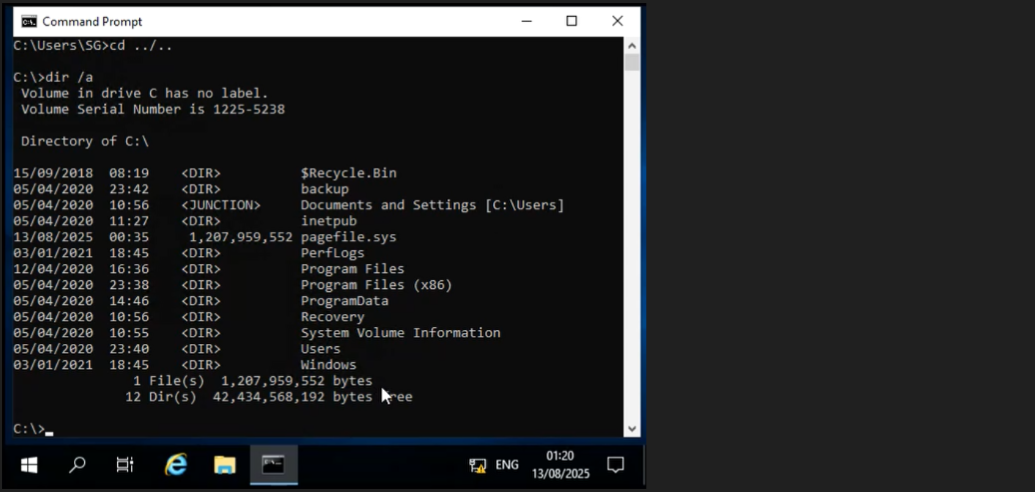 Command Prompt
C:\Users\SG>cd ../..
C:\>dir /a
Volume in drive C has no label.
Volume Serial Number is 1225-5238
Directory of C:\
15/09/2018 08:19 <DIR> $Recycle.Bin
05/04/2020 23:42 <DIR> backup
05/04/2020 10:56 <JUNCTION> Documents and Settings [C:\Users]
05/04/2020 11:27 <DIR> inetpub
13/08/2025 00:35 1,207,959,552 pagefile.sys
03/01/2021 18:45 <DIR> PerfLogs
12/04/2020 16:36 <DIR> Program Files
05/04/2020 23:38 <DIR> Program Files (x86)
05/04/2020 14:46 <DIR> ProgramData
05/04/2020 10:56 <DIR> Recovery
05/04/2020 10:55 <DIR> System Volume Information
05/04/2020 23:40 <DIR> Users
03/01/2021 18:45 <DIR> Windows
1 File(s) 1,207,959,552 bytes
12 Dir(s) 42,434,568,192 bytes free
C:\>_
ENG
01:20
13/08/2025